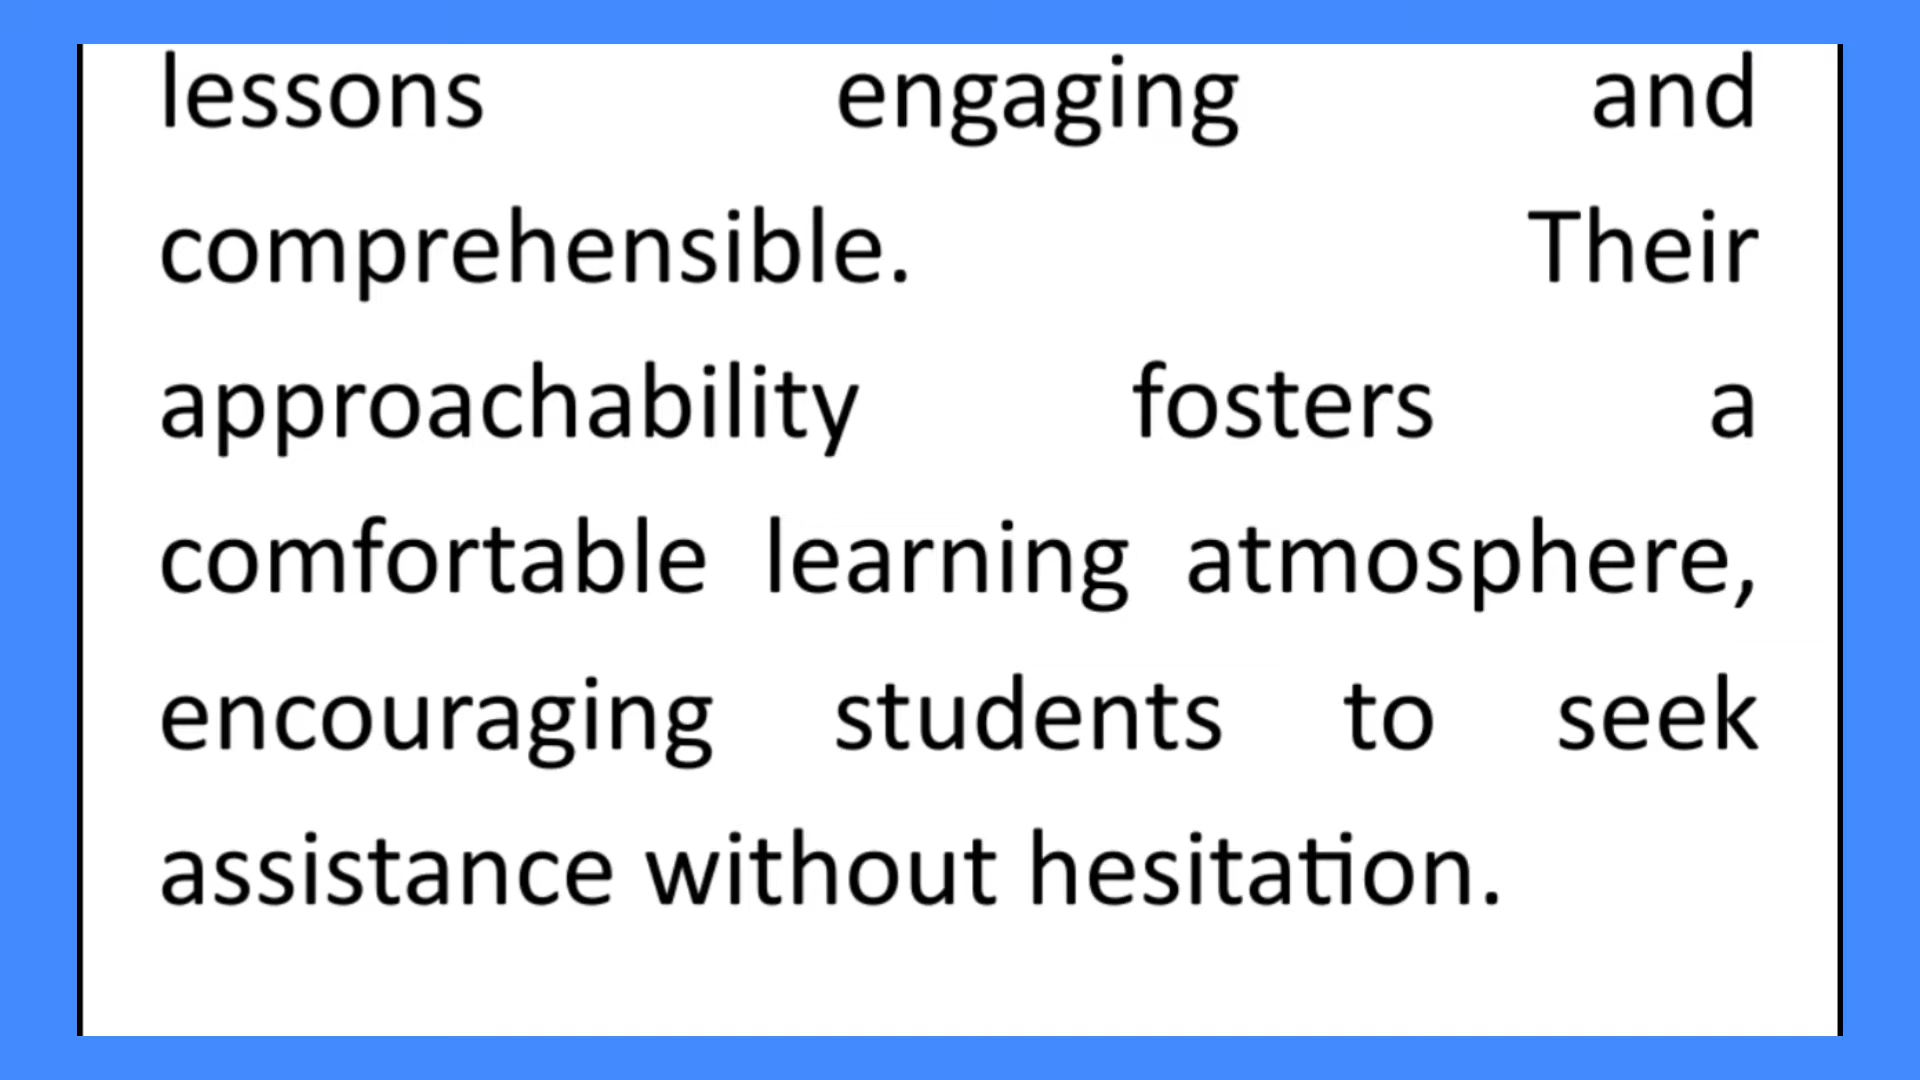 lessons engaging and
comprehensible. Their
approachability fosters a
comfortable learning atmosphere,
encouraging students to seek
assistance without hesitation.